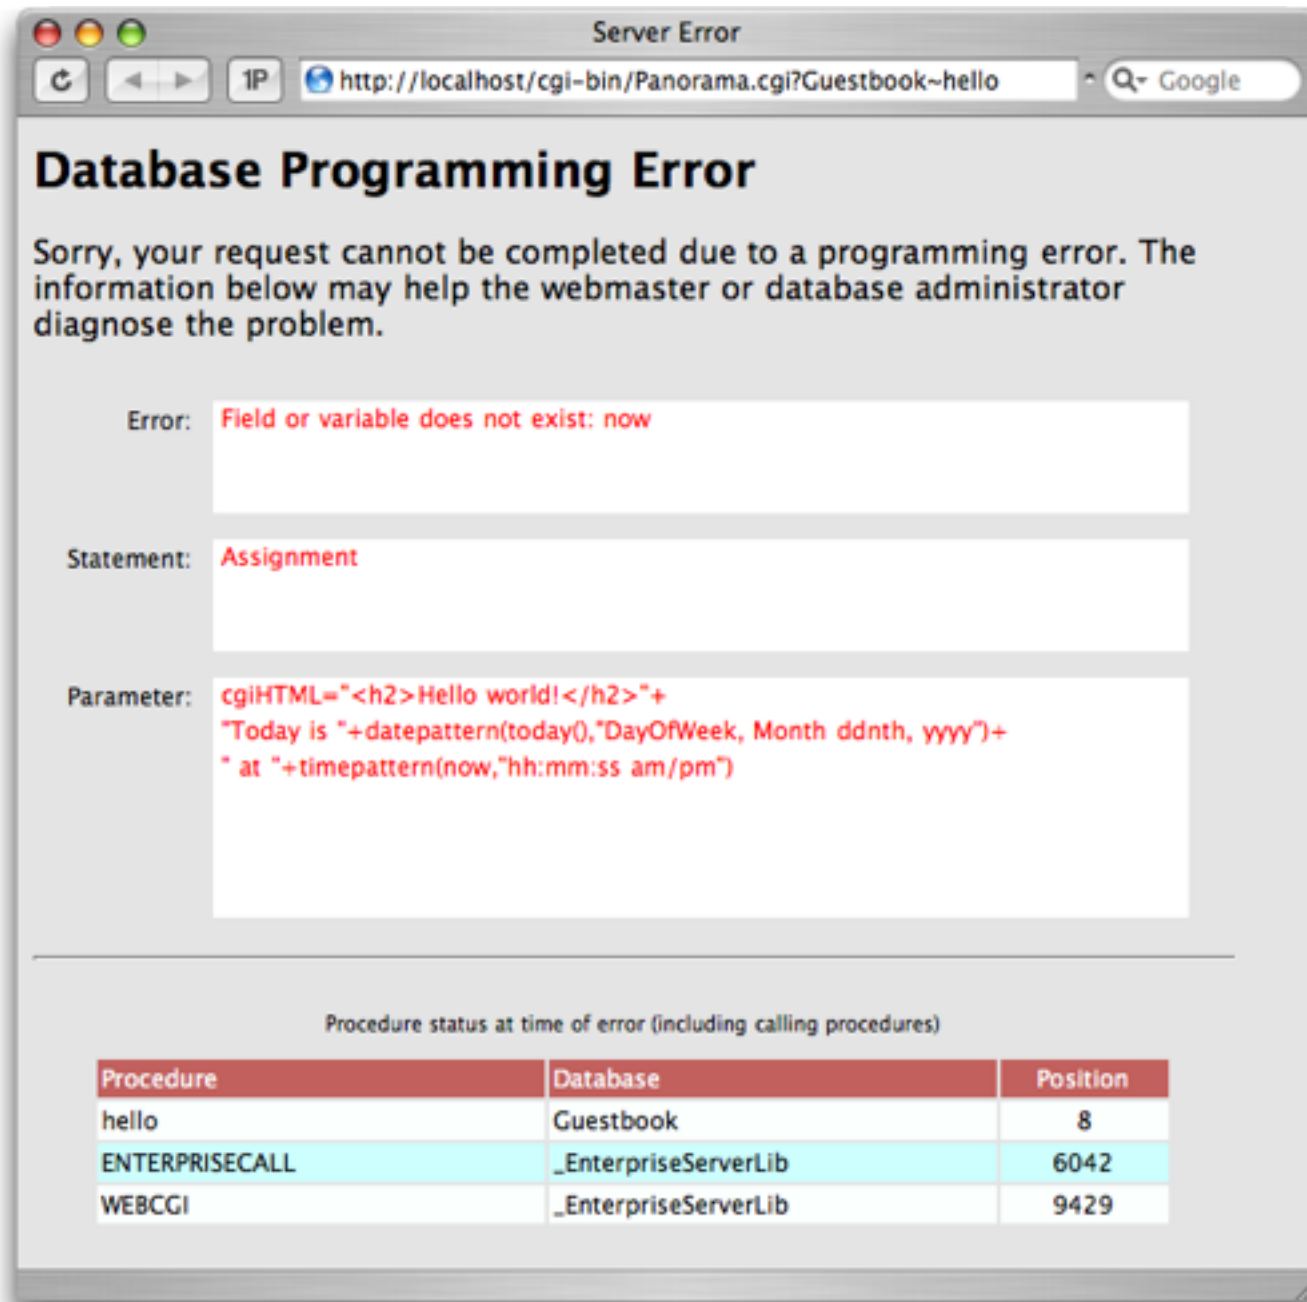 Server Error
1P http://localhost/cgi-bin/Panorama.cgi?Guestbook~hello Google
Database Programming Error
Sorry, your request cannot be completed due to a programming error. The
information below may help the webmaster or database administrator
diagnose the problem.
Error: Field or variable does not exist: now
Statement: Assignment
Parameter: cgiHTML="<h2>Hello world!</h2>"+
"Today is "+datepattern(today(),"DayOfWeek, Month ddnth, yyyy")+
" at "+timepattern(now,"hh:mm:ss am/pm")
Procedure status at time of error (including calling procedures)
Procedure Database Position
hello Guestbook 8
ENTERPRISECALL _EnterpriseServerLib 6042
WEBCGI _EnterpriseServerLib 9429